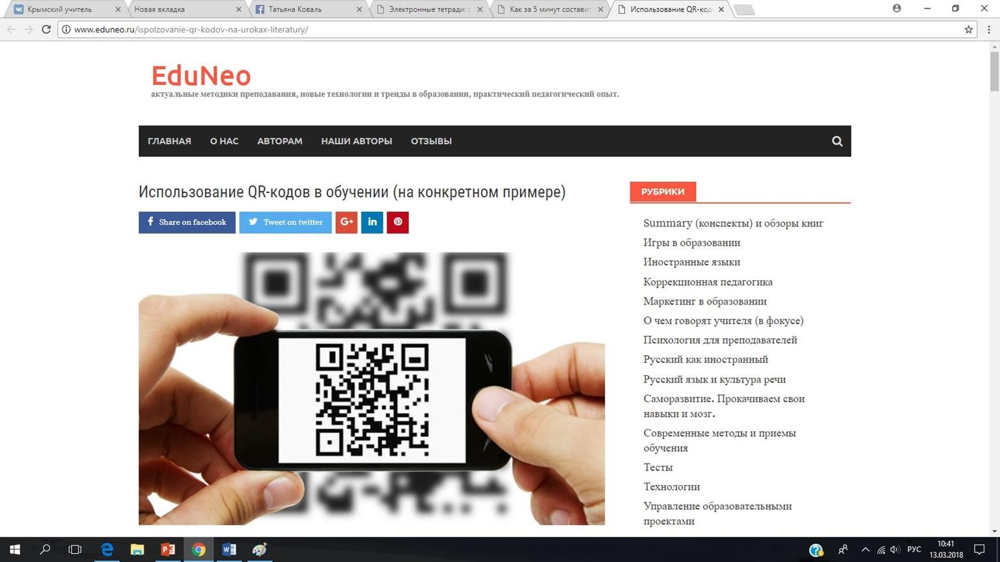 Крымский учитель
Новая вкладка
Татьяна Коваль
Электронные тетради: с
Как за 5 минут составит
Использование QR-код
www.eduneo.ru/ispolzovanie-qr-kodov-na-urokax-literatury/
EduNeo
актуальные методики преподавания, новые технологии и тренды в образовании, практический педагогический опыт.
ГЛАВНАЯ О НАС АВТОРАМ НАШИ АВТОРЫ ОТЗЫВЫ
Использование QR-кодов в обучении (на конкретном примере)
Share on facebook
Tweet on twitter
G+
in
РУБРИКИ
Summary (конспекты) и обзоры книг
Игры в образовании
Иностранные языки
Коррекционная педагогика
Маркетинг в образовании
О чем говорят учителя (в фокусе)
Психология для преподавателей
Русский как иностранный
Русский язык и культура речи
Саморазвитие. Прокачиваем свои
навыки и мозг.
Современные методы и приемы
обучения
Тесты
Технологии
Управление образовательными
проектами
РУС
10:41
13.03.2018